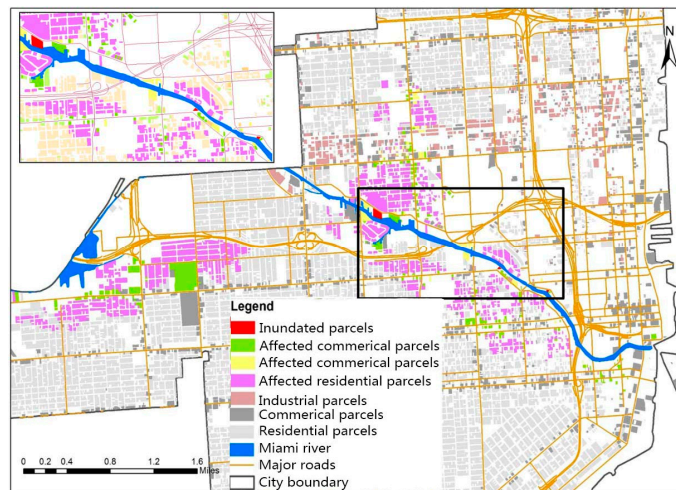 N
Legend
Inundated parcels
Affected commerical parcels
Affected commerical parcels
Affected residential parcels
Industrial parcels
Commerical parcels
Residential parcels
Miami river
Major roads
City boundary
0 0.2 0.4 0.8 1.2 1.6
Miles